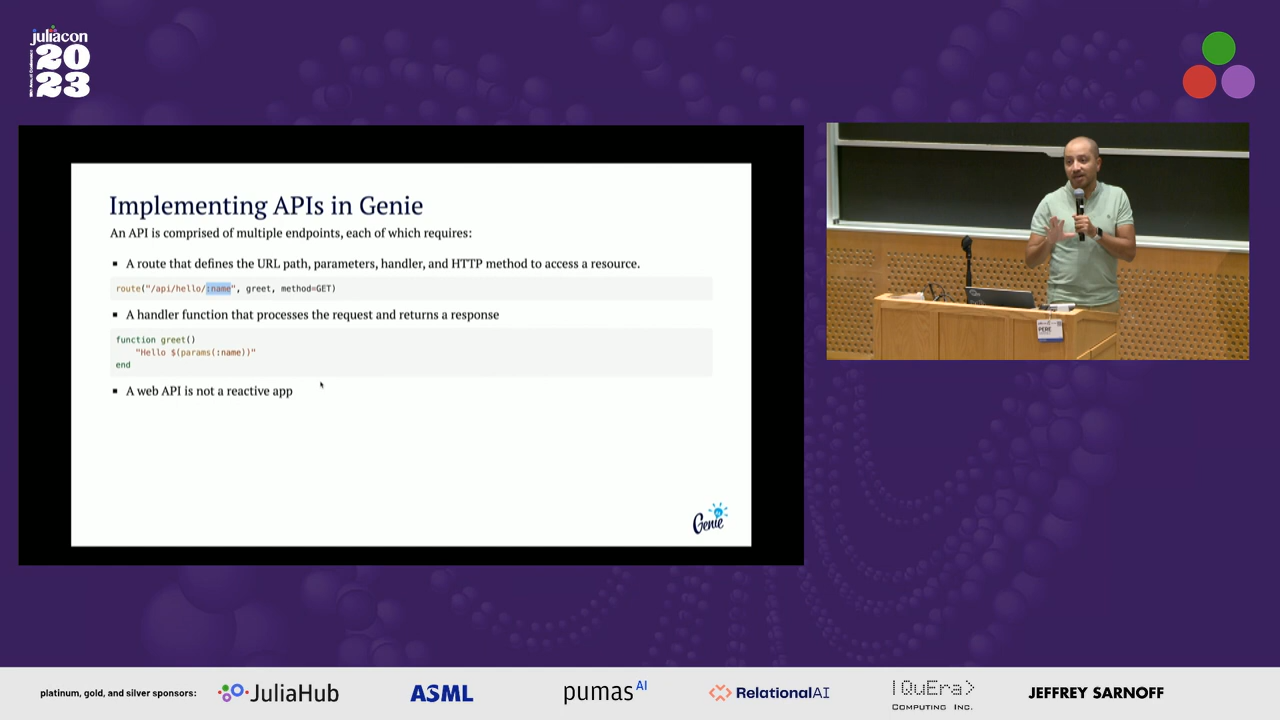 juliacon
2023
Implementing APIs in Genie
An API is comprised of multiple endpoints, each of which requires:
▪ A route that defines the URL path, parameters, handler, and HTTP method to access a resource.
route("/api/hello/:name", greet, method=GET)
▪ A handler function that processes the request and returns a response
function greet()
"Hello $(params(:name))"
end
▪ A web API is not a reactive app
Genie
PERE
platinum, gold, and silver sponsors:
JuliaHub
ASML
pumas AI
RelationalAI
|QuEra>
COMPUTING INC.
JEFFREY SARNOFF